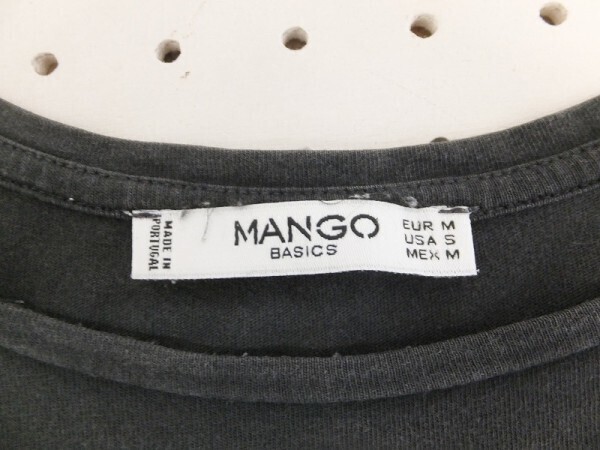 MADE IN
PORTUGAL
MANGO
BASICS
EUR M
USA S
MEX M